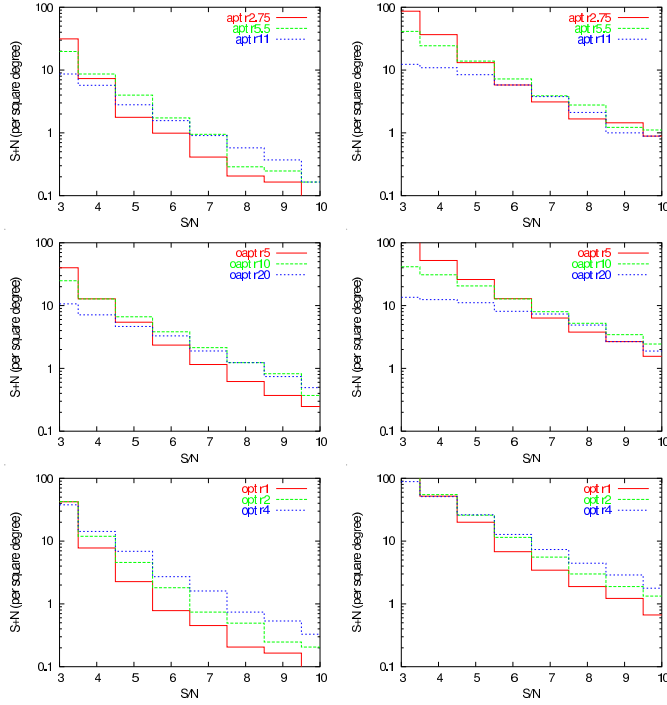 100
10
1
0.1
S+N (per square degree)
apt r2.75
apt r5.5
apt r11
3 4 5 6 7 8 9 10
S/N
100
10
1
0.1
S+N (per square degree)
apt r2.75
apt r5.5
apt r11
3 4 5 6 7 8 9 10
S/N
100
10
1
0.1
S+N (per square degree)
oapt r5
oapt r10
oapt r20
3 4 5 6 7 8 9 10
S/N
100
10
1
0.1
S+N (per square degree)
oapt r5
oapt r10
oapt r20
3 4 5 6 7 8 9 10
S/N
100
10
1
0.1
S+N (per square degree)
opt r1
opt r2
opt r4
3 4 5 6 7 8 9 10
S/N
100
10
1
0.1
S+N (per square degree)
opt r1
opt r2
opt r4
3 4 5 6 7 8 9 10
S/N